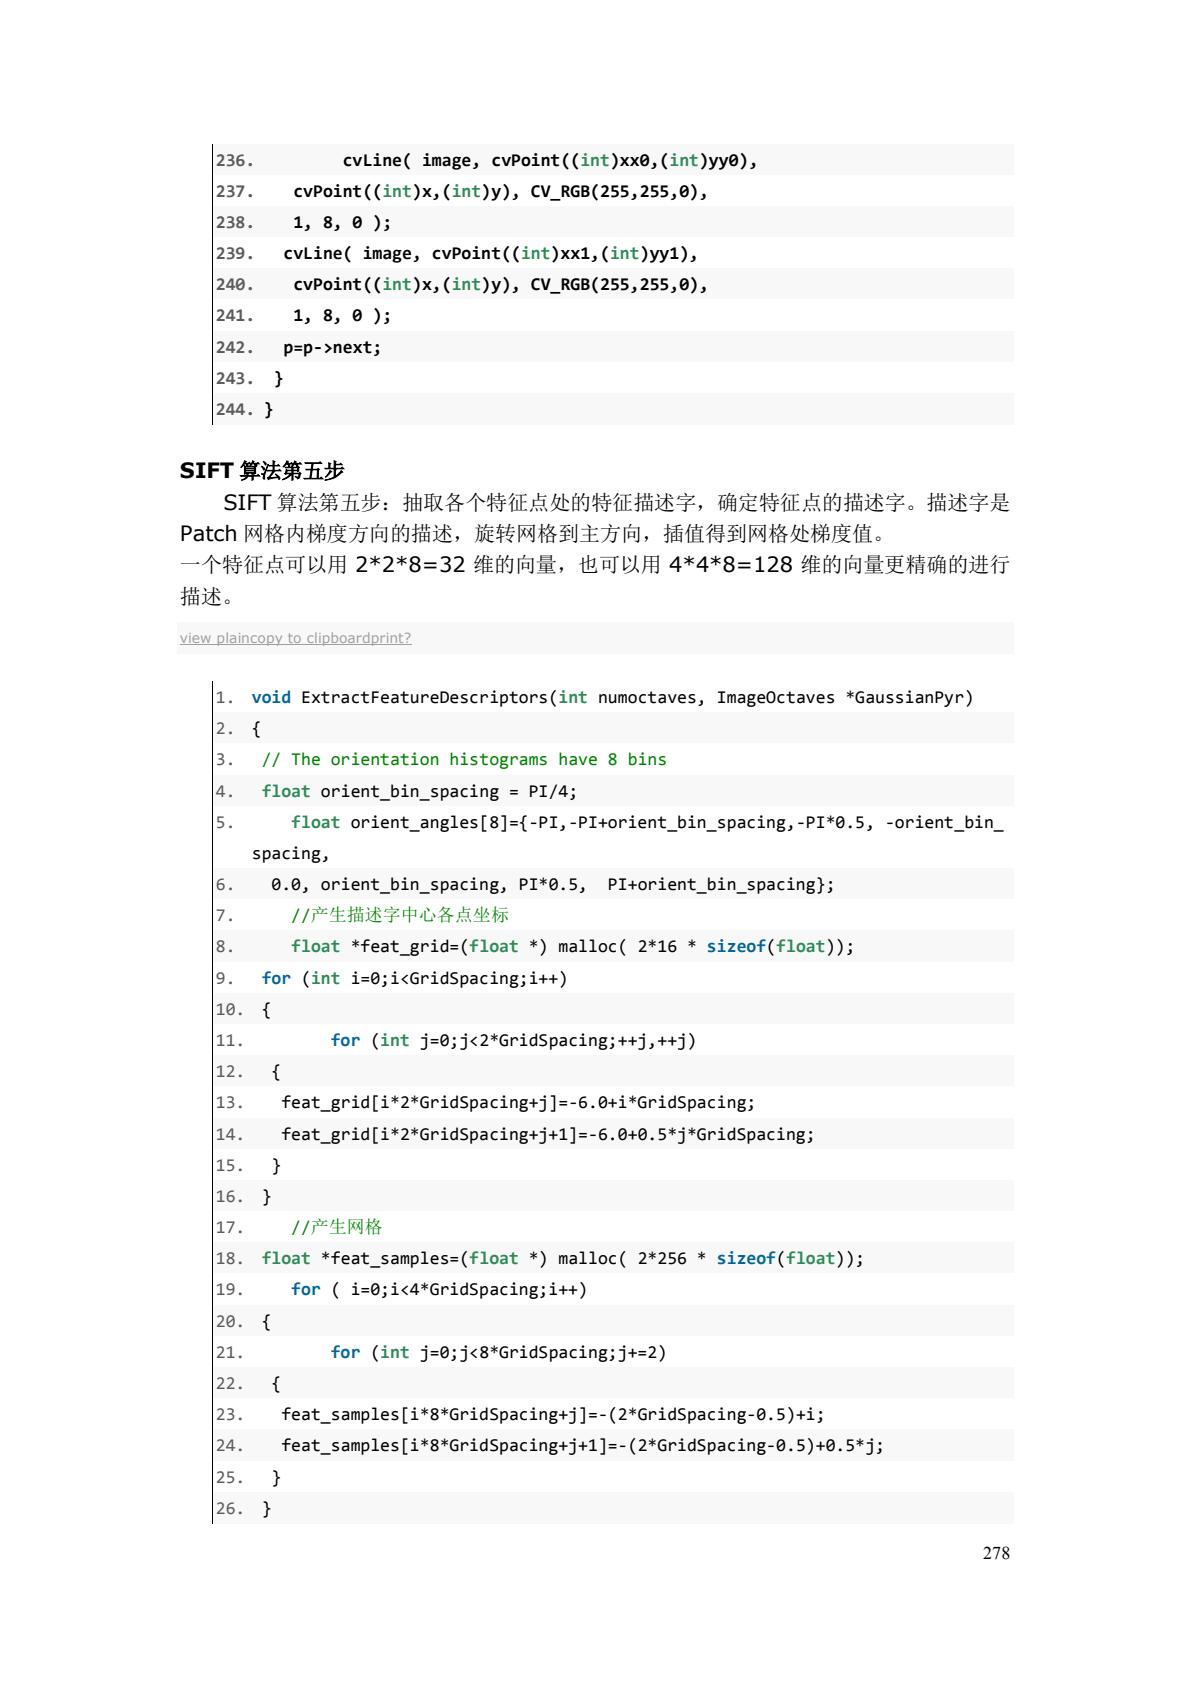 236.         cvLine( image, cvPoint((int)xx0,(int)yy0),
237.    cvPoint((int)x,(int)y), CV_RGB(255,255,0),
238.    1, 8, 0 );
239.   cvLine( image, cvPoint((int)xx1,(int)yy1),
240.    cvPoint((int)x,(int)y), CV_RGB(255,255,0),
241.    1, 8, 0 );
242.   p=p->next;
243.  }
244. }
SIFT 算法第五步
SIFT 算法第五步：抽取各个特征点处的特征描述字，确定特征点的描述字。描述字是
Patch 网格内梯度方向的描述，旋转网格到主方向，插值得到网格处梯度值。
一个特征点可以用 2*2*8=32 维的向量，也可以用 4*4*8=128 维的向量更精确的进行
描述。
view plaincopy to clipboardprint?
1.  void ExtractFeatureDescriptors(int numoctaves, ImageOctaves *GaussianPyr)
2.  {
3.   // The orientation histograms have 8 bins
4.   float orient_bin_spacing = PI/4;
5.      float orient_angles[8]={-PI,-PI+orient_bin_spacing,-PI*0.5, -orient_bin_
spacing,
6.    0.0, orient_bin_spacing, PI*0.5,  PI+orient_bin_spacing};
7.      //产生描述字中心各点坐标
8.      float *feat_grid=(float *) malloc( 2*16 * sizeof(float));
9.   for (int i=0;i<GridSpacing;i++)
10.  {
11.         for (int j=0;j<2*GridSpacing;++j,++j)
12.   {
13.    feat_grid[i*2*GridSpacing+j]=-6.0+i*GridSpacing;
14.    feat_grid[i*2*GridSpacing+j+1]=-6.0+0.5*j*GridSpacing;
15.   }
16.  }
17.     //产生网格
18.  float *feat_samples=(float *) malloc( 2*256 * sizeof(float));
19.     for ( i=0;i<4*GridSpacing;i++)
20.  {
21.         for (int j=0;j<8*GridSpacing;j+=2)
22.   {
23.    feat_samples[i*8*GridSpacing+j]=-(2*GridSpacing-0.5)+i;
24.    feat_samples[i*8*GridSpacing+j+1]=-(2*GridSpacing-0.5)+0.5*j;
25.   }
26.  }
278